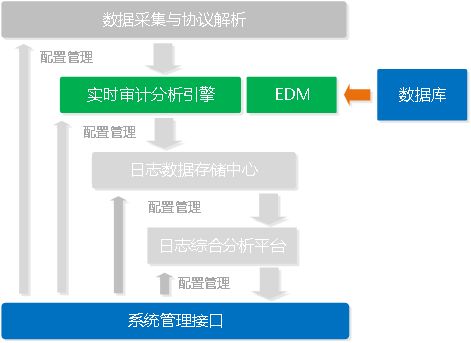 数据采集与协议解析
配置管理
实时审计分析引擎
EDM
数据库
配置管理
日志数据存储中心
配置管理
日志综合分析平台
配置管理
系统管理接口